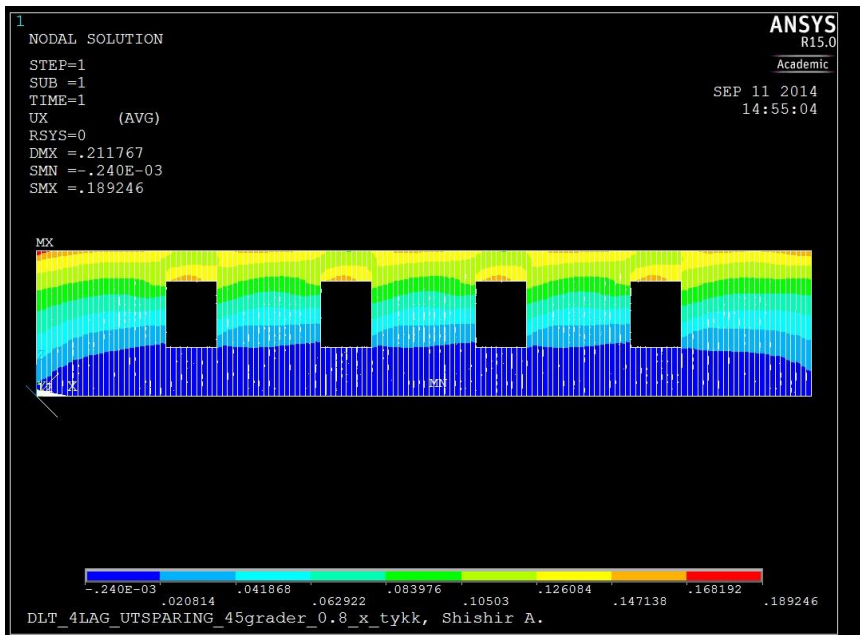 1
NODAL SOLUTION
STEP=1
SUB =1
TIME=1
UX (AVG)
RSYS=0
DMX =.211767
SMN =-.240E-03
SMX =.189246
ANSYS
R15.0
Academic
SEP 11 2014
14:55:04
MX
X
MN
-.240E-03 .041868 .083976 .126084 .168192
.020814 .062922 .10503 .147138 .189246
DLT_4LAG_UTSPARING_45grader_0.8_x_tykk, Shishir A.